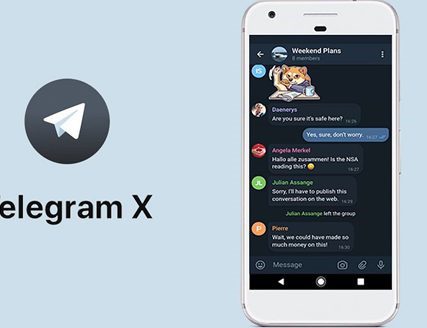 elegram X
Weekend Plans
8 members
IS
Daenerys
Are you sure it's safe here?
16:26
Yes, sure, don't worry.
16:27
Angela Merkel
Hallo alle zusammen! Is the NSA
reading this?
16:27
JL
Julian Assange
Sorry, I'll have to publish this
conversation on the web.
16:29
Julian Assange left the group
P
Pierre
Wait, we could have made so
much money on this!
16:30
Message